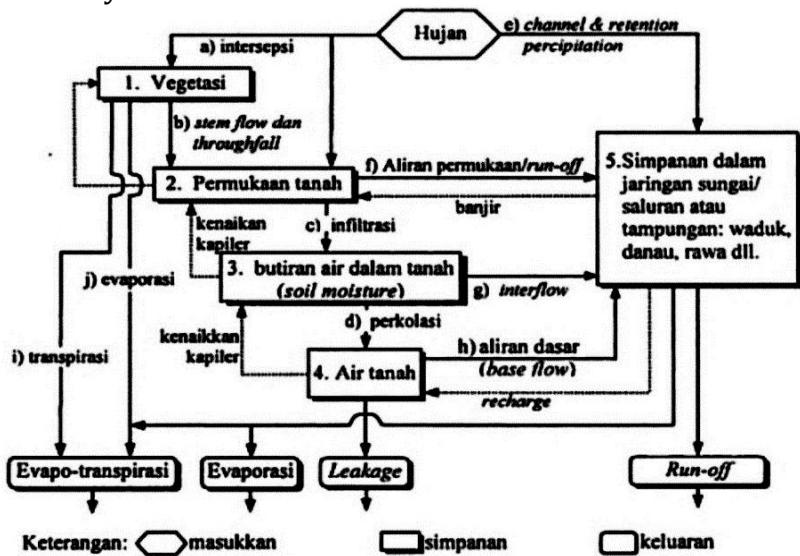 Hujan
e) channel & retention
percipitation
a) intersepsi
1. Vegetasi
b) stem flow dan
throughfall
f) Aliran permukaan/run-off
2. Permukaan tanah
banjir
5.Simpanan dalam
jaringan sungai/
saluran atau
tampungan: waduk,
danau, rawa dll.
kenaikan
kapiler
c) infiltrasi
j) evaporasi
3. butiran air dalam tanah
(soil moisture)
g) interflow
kenaikkan
kapiler
d) perkolasi
i) transpirasi
h) aliran dasar
(base flow)
4. Air tanah
recharge
Evapo-transpirasi
Evaporasi
Leakage
Run-off
Keterangan: masukkan simpanan keluaran